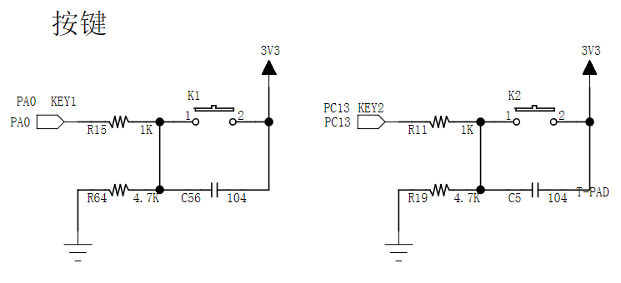 按键
3V3 3V3
K1 K2
PA0 KEY1 PC13 KEY2
PA0 1 2 PC13 1 2
R15 1K R11 1K
R64 4.7K C56 104 R19 4.7K C5 104 T-PAD